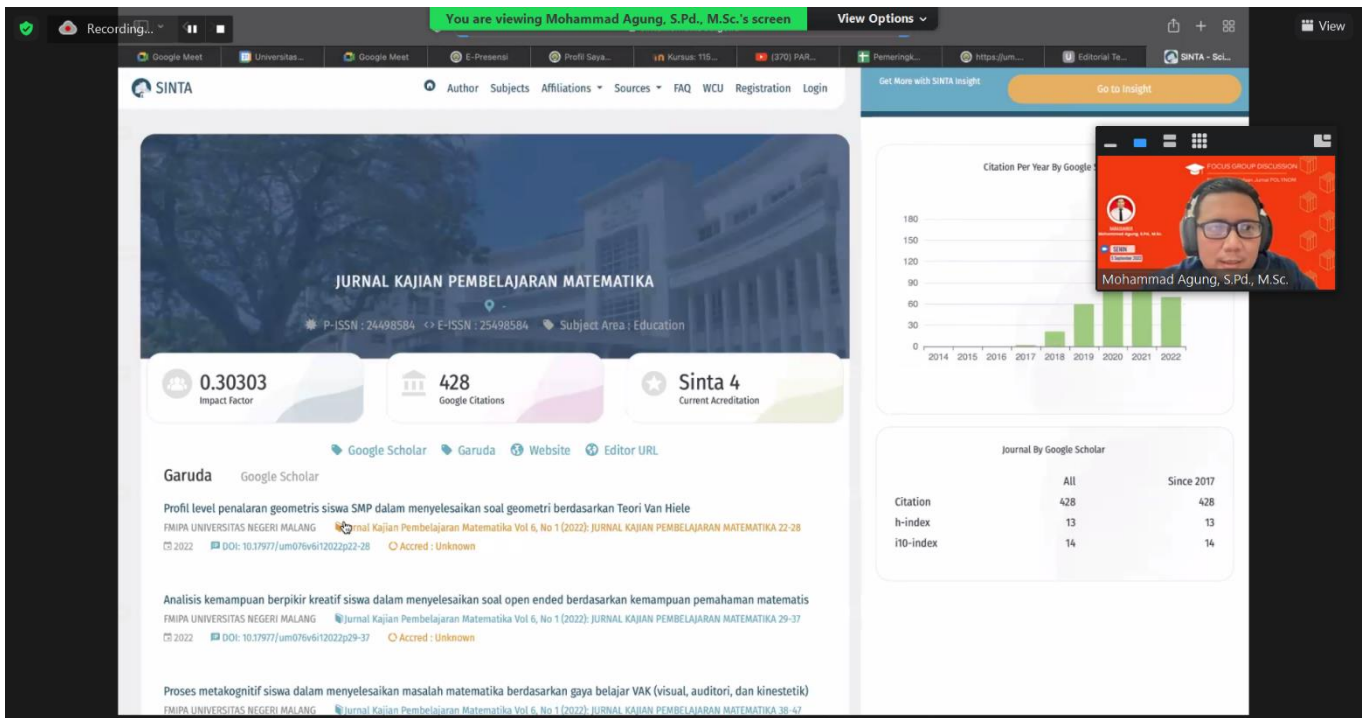 Recording...
You are viewing Mohammad Agung, S.Pd., M.Sc.'s screen
View Options
View
Google Meet
Universitas...
Google Meet
E-Presensi
Profil Saya...
Kursus: 115...
(370) PAR...
Pemeringk...
https://jum....
Editorial Te...
SINTA - Sci...
SINTA
Author Subjects Affiliations Sources FAQ WCU Registration Login
Get More with SINTA Insight
Go to Insight
JURNAL KAJIAN PEMBELAJARAN MATEMATIKA
-
P-ISSN : 24498584 <> E-ISSN : 25498584 Subject Area : Education
0.30303
Impact Factor
428
Google Citations
Sinta 4
Current Acreditation
Google Scholar Garuda Website Editor URL
Garuda Google Scholar
Profil level penalaran geometris siswa SMP dalam menyelesaikan soal geometri berdasarkan Teori Van Hiele
FMIPA UNIVERSITAS NEGERI MALANG Jurnal Kajian Pembelajaran Matematika Vol 6, No 1 (2022): JURNAL KAJIAN PEMBELAJARAN MATEMATIKA 22-28
2022 DOI: 10.17977/um076v6i12022p22-28 Accred : Unknown
Analisis kemampuan berpikir kreatif siswa dalam menyelesaikan soal open ended berdasarkan kemampuan pemahaman matematis
FMIPA UNIVERSITAS NEGERI MALANG Jurnal Kajian Pembelajaran Matematika Vol 6, No 1 (2022): JURNAL KAJIAN PEMBELAJARAN MATEMATIKA 29-37
2022 DOI: 10.17977/um076v6i12022p29-37 Accred : Unknown
Proses metakognitif siswa dalam menyelesaikan masalah matematika berdasarkan gaya belajar VAK (visual, auditori, dan kinestetik)
FMIPA UNIVERSITAS NEGERI MALANG Jurnal Kajian Pembelajaran Matematika Vol 6, No 1 (2022): JURNAL KAJIAN PEMBELAJARAN MATEMATIKA 38-47
Citation Per Year By Google
180
150
120
90
60
30
0
2014 2015 2016 2017 2018 2019 2020 2021 2022
FOCUS GROUP DISCUSSION
Mohammad Agung, S.Pd., M.Sc.
SENIN
Mohammad Agung, S.Pd., M.Sc.
Journal By Google Scholar
All Since 2017
Citation 428 428
h-index 13 13
i10-index 14 14